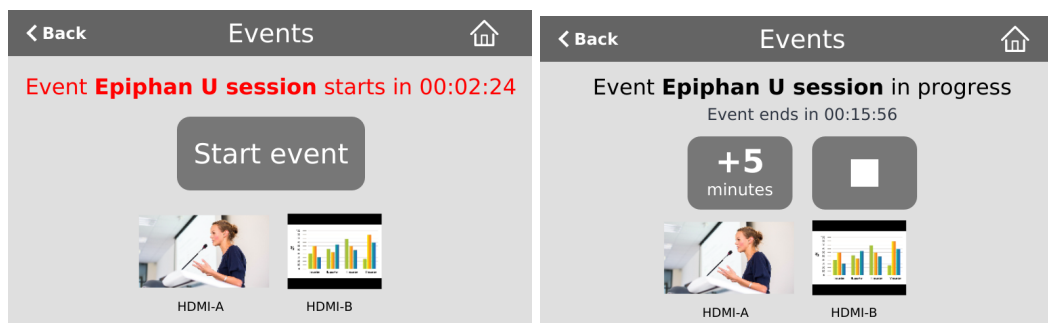 Back
Events
Event Epiphan U session starts in 00:02:24
Start event
HDMI-A
HDMI-B
Back
Events
Event Epiphan U session in progress
Event ends in 00:15:56
+5
minutes
HDMI-A
HDMI-B